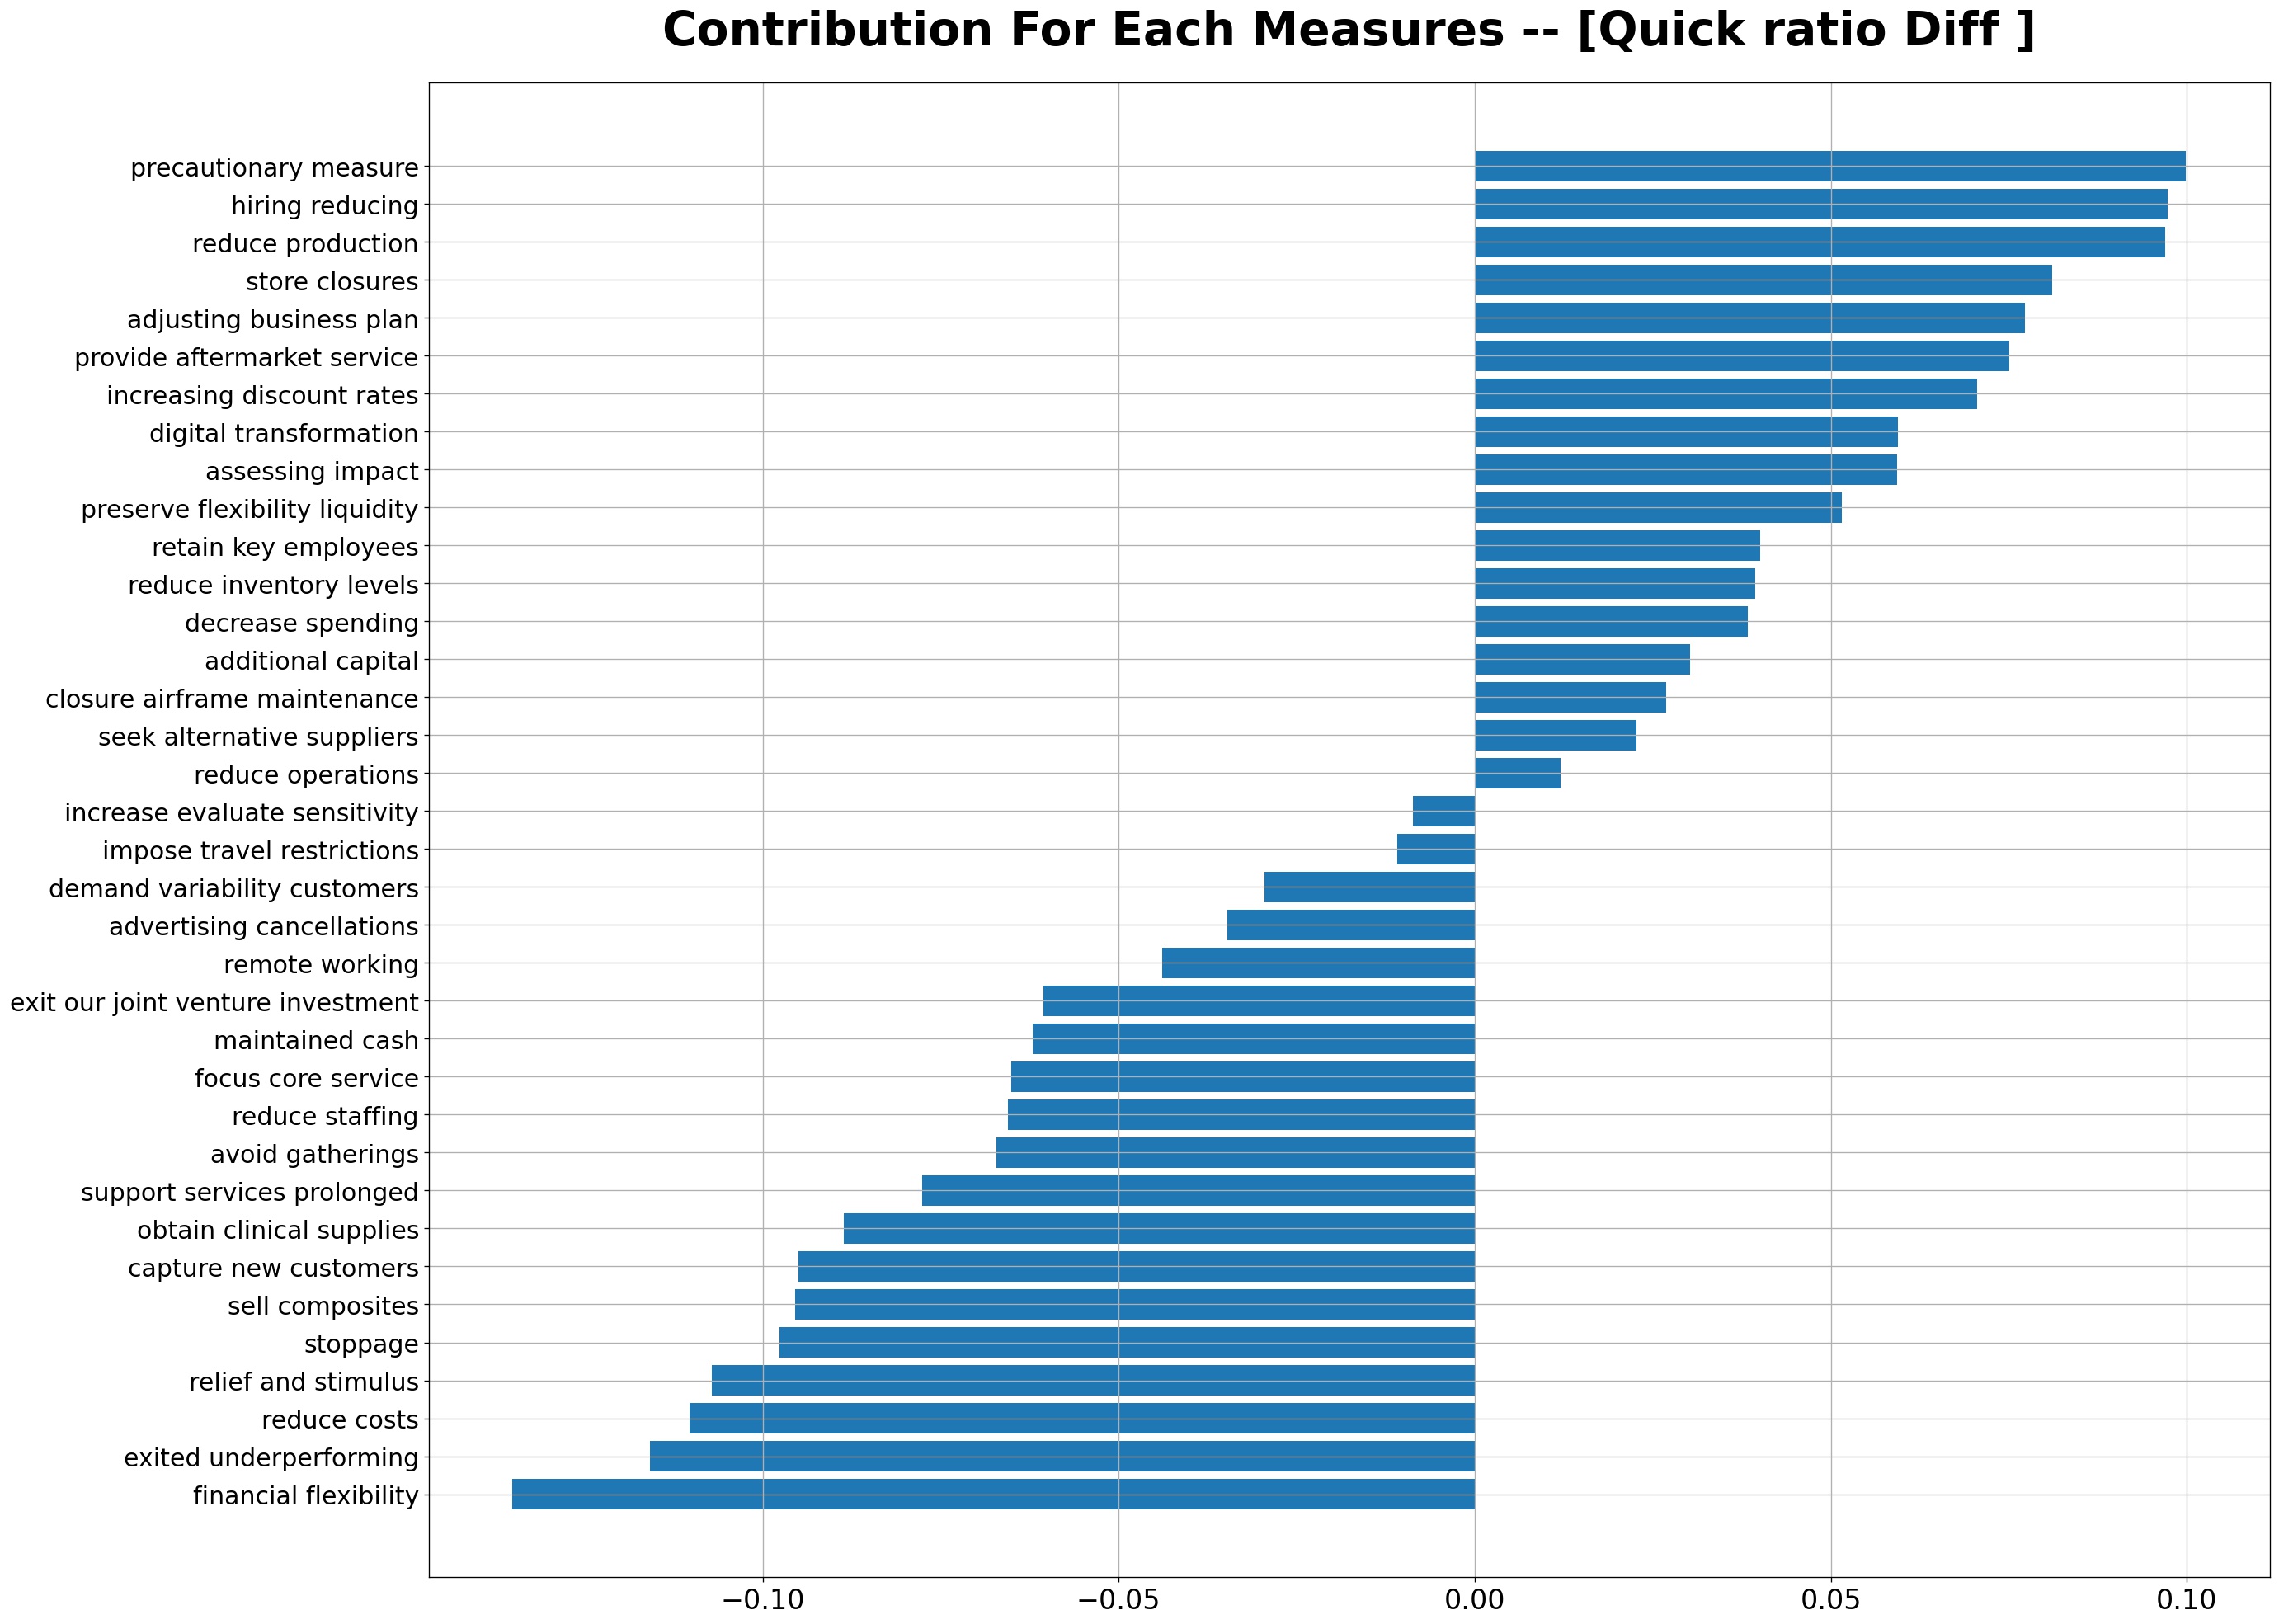 Contribution For Each Measures -- [Quick ratio Diff ]
precautionary measure
hiring reducing
reduce production
store closures
adjusting business plan
provide aftermarket service
increasing discount rates
digital transformation
assessing impact
preserve flexibility liquidity
retain key employees
reduce inventory levels
decrease spending
additional capital
closure airframe maintenance
seek alternative suppliers
reduce operations
increase evaluate sensitivity
impose travel restrictions
demand variability customers
advertising cancellations
remote working
exit our joint venture investment
maintained cash
focus core service
reduce staffing
avoid gatherings
support services prolonged
obtain clinical supplies
capture new customers
sell composites
stoppage
relief and stimulus
reduce costs
exited underperforming
financial flexibility
−0.10 −0.05 0.00 0.05 0.10